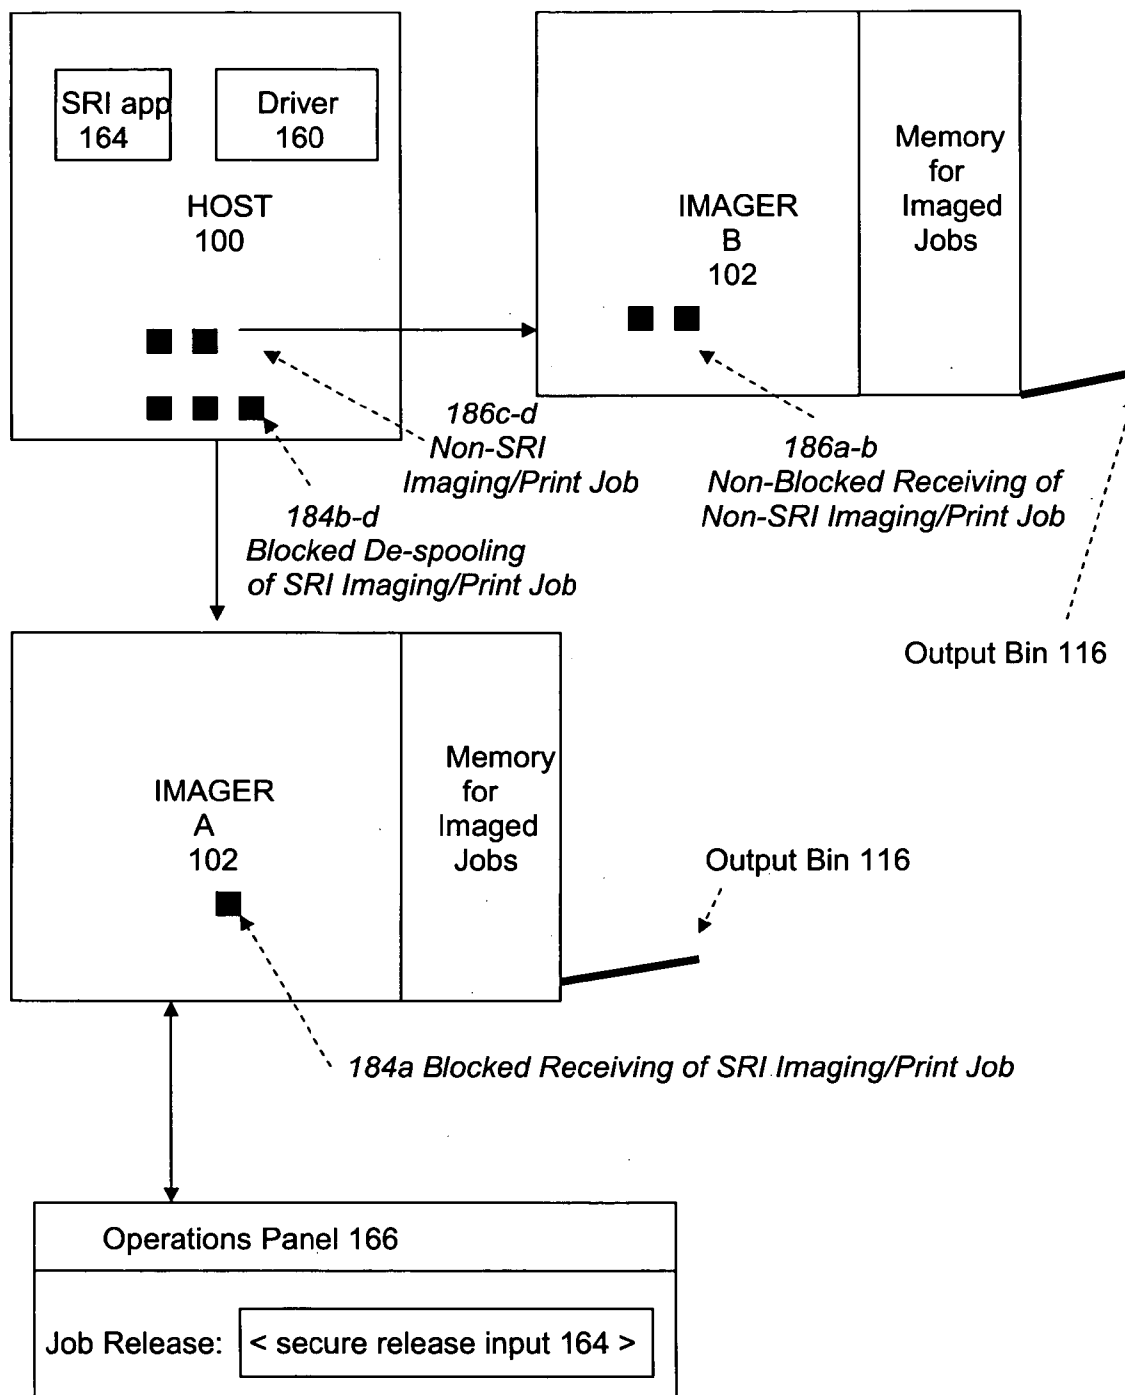 SRI app
164
Driver
160
HOST
100
IMAGER
B
102
Memory
for
Imaged
Jobs
186c-d
Non-SRI
Imaging/Print Job
186a-b
Non-Blocked Receiving of
Non-SRI Imaging/Print Job
184b-d
Blocked De-spooling
of SRI Imaging/Print Job
Output Bin 116
IMAGER
A
102
Memory
for
Imaged
Jobs
Output Bin 116
184a Blocked Receiving of SRI Imaging/Print Job
Operations Panel 166
Job Release: < secure release input 164 >